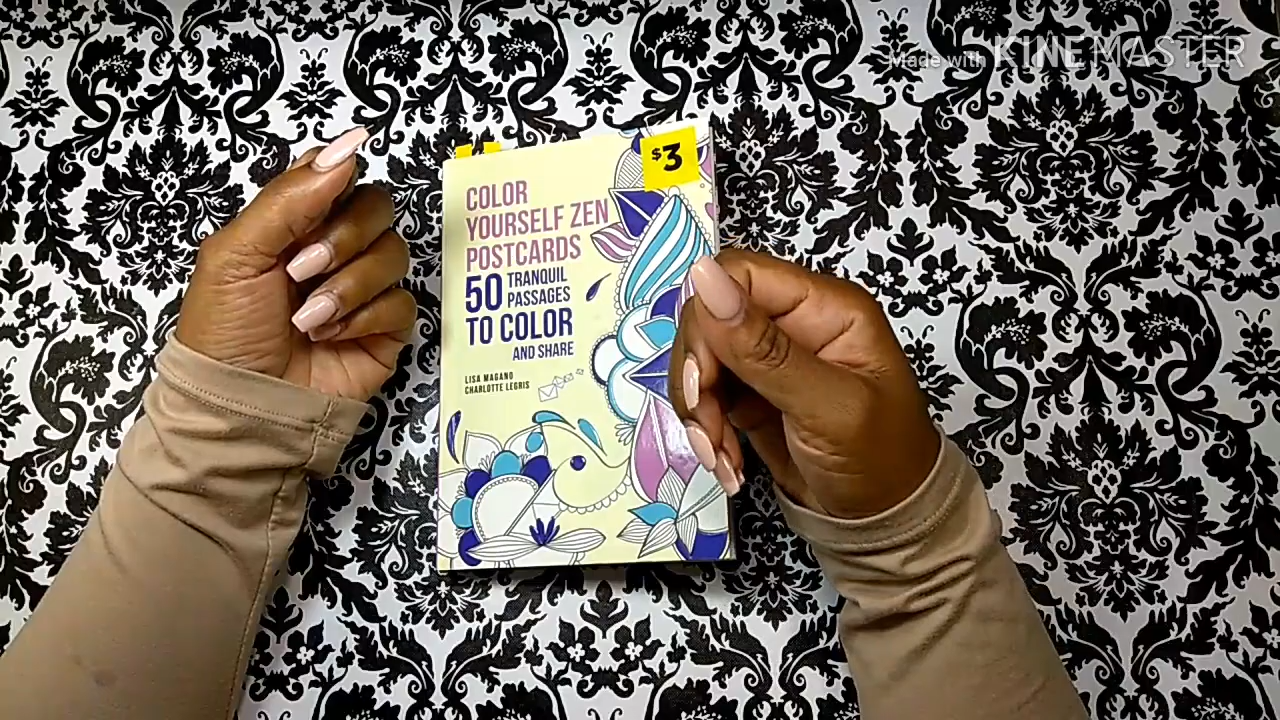 Made with KINEMASTER
$3
COLOR
YOURSELF ZEN
POSTCARDS
50 TRANQUIL
PASSAGES
TO COLOR
AND SHARE
LISA MAGANO
CHARLOTTE LEGRIS